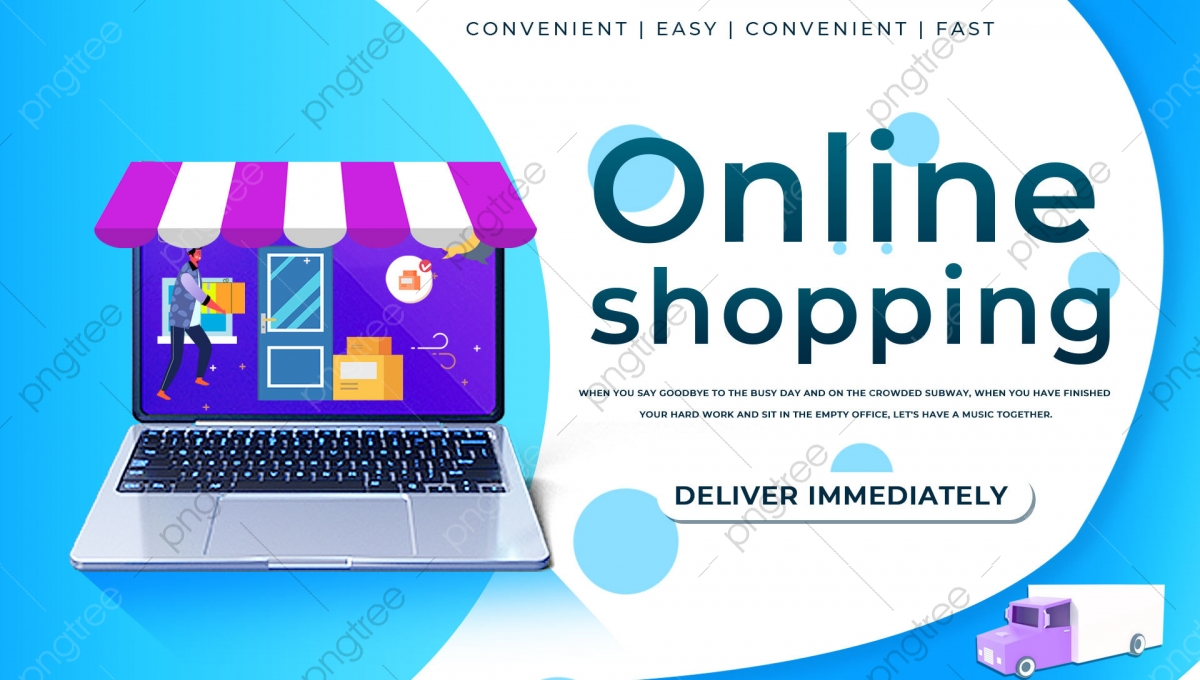 CONVENIENT | EASY | CONVENIENT | FAST
Online
shopping
WHEN YOU SAY GOODBYE TO THE BUSY DAY AND ON THE CROWDED SUBWAY, WHEN YOU HAVE FINISHED
YOUR HARD WORK AND SIT IN THE EMPTY OFFICE, LET'S HAVE A MUSIC TOGETHER.
DELIVER IMMEDIATELY
pngtree